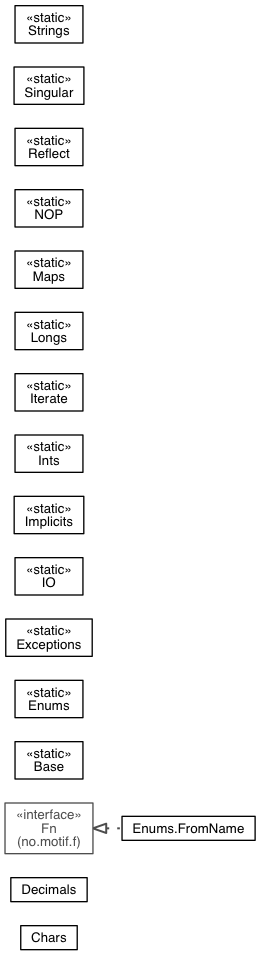 «static»
Strings
«static»
Singular
«static»
Reflect
«static»
NOP
«static»
Maps
«static»
Longs
«static»
Iterate
«static»
Ints
«static»
Implicits
«static»
IO
«static»
Exceptions
«static»
Enums
«static»
Base
«interface»
Fn
(no.motif.f)
Enums.FromName
Decimals
Chars